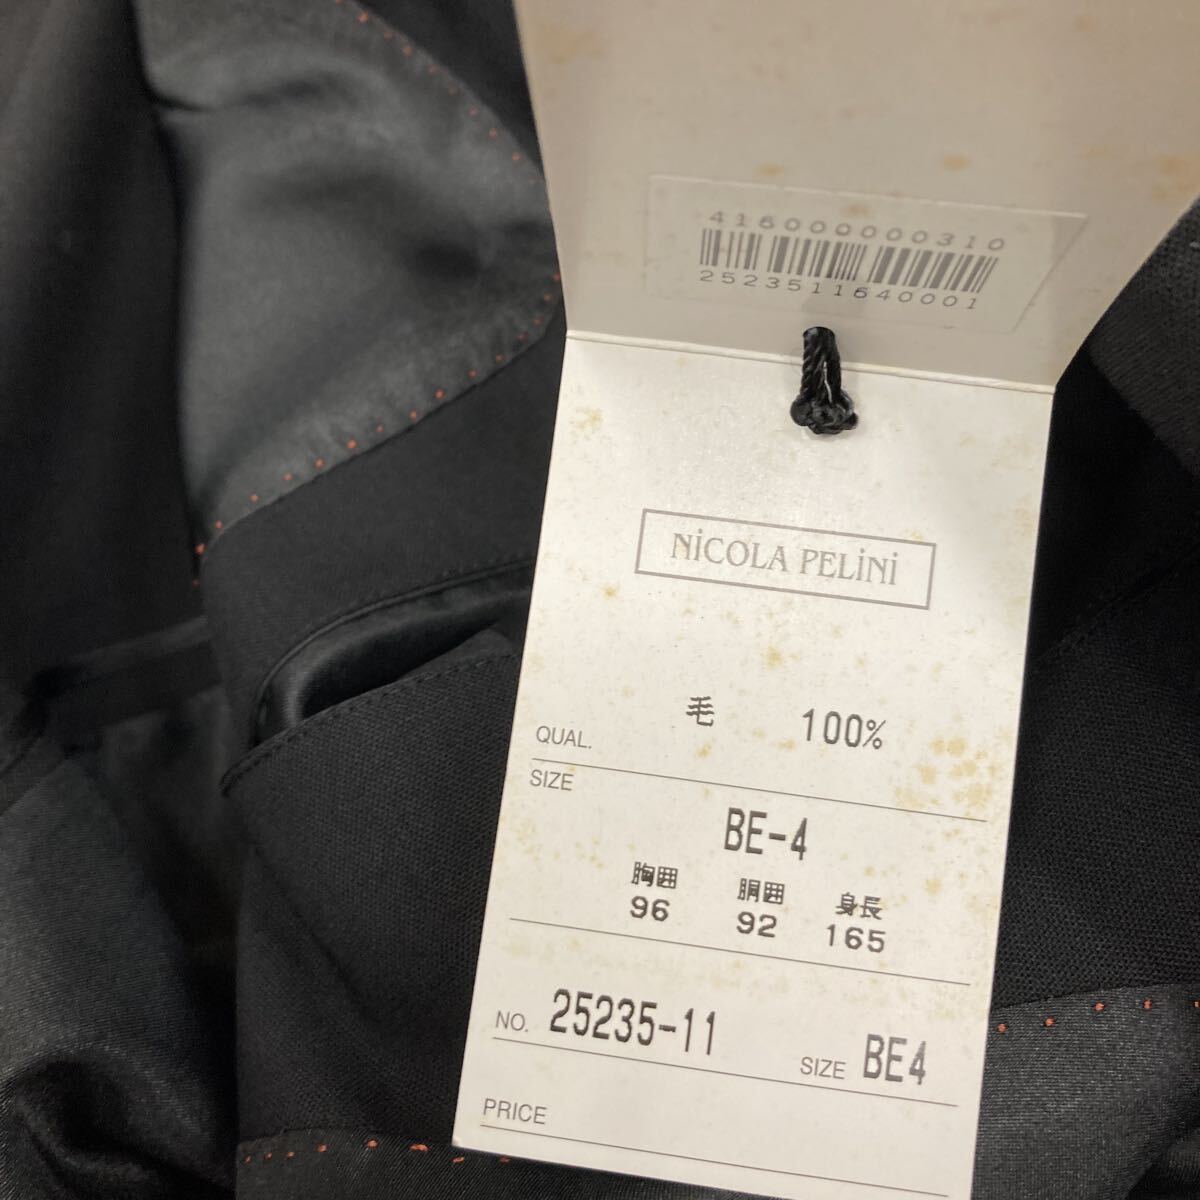 416000000310
2523511640001
NiCOLA PELiNi
毛 100%
QUAL.
SIZE
BE-4
胸囲 胴囲 身長
96 92 165
NO. 25235-11
SIZE BE4
PRICE